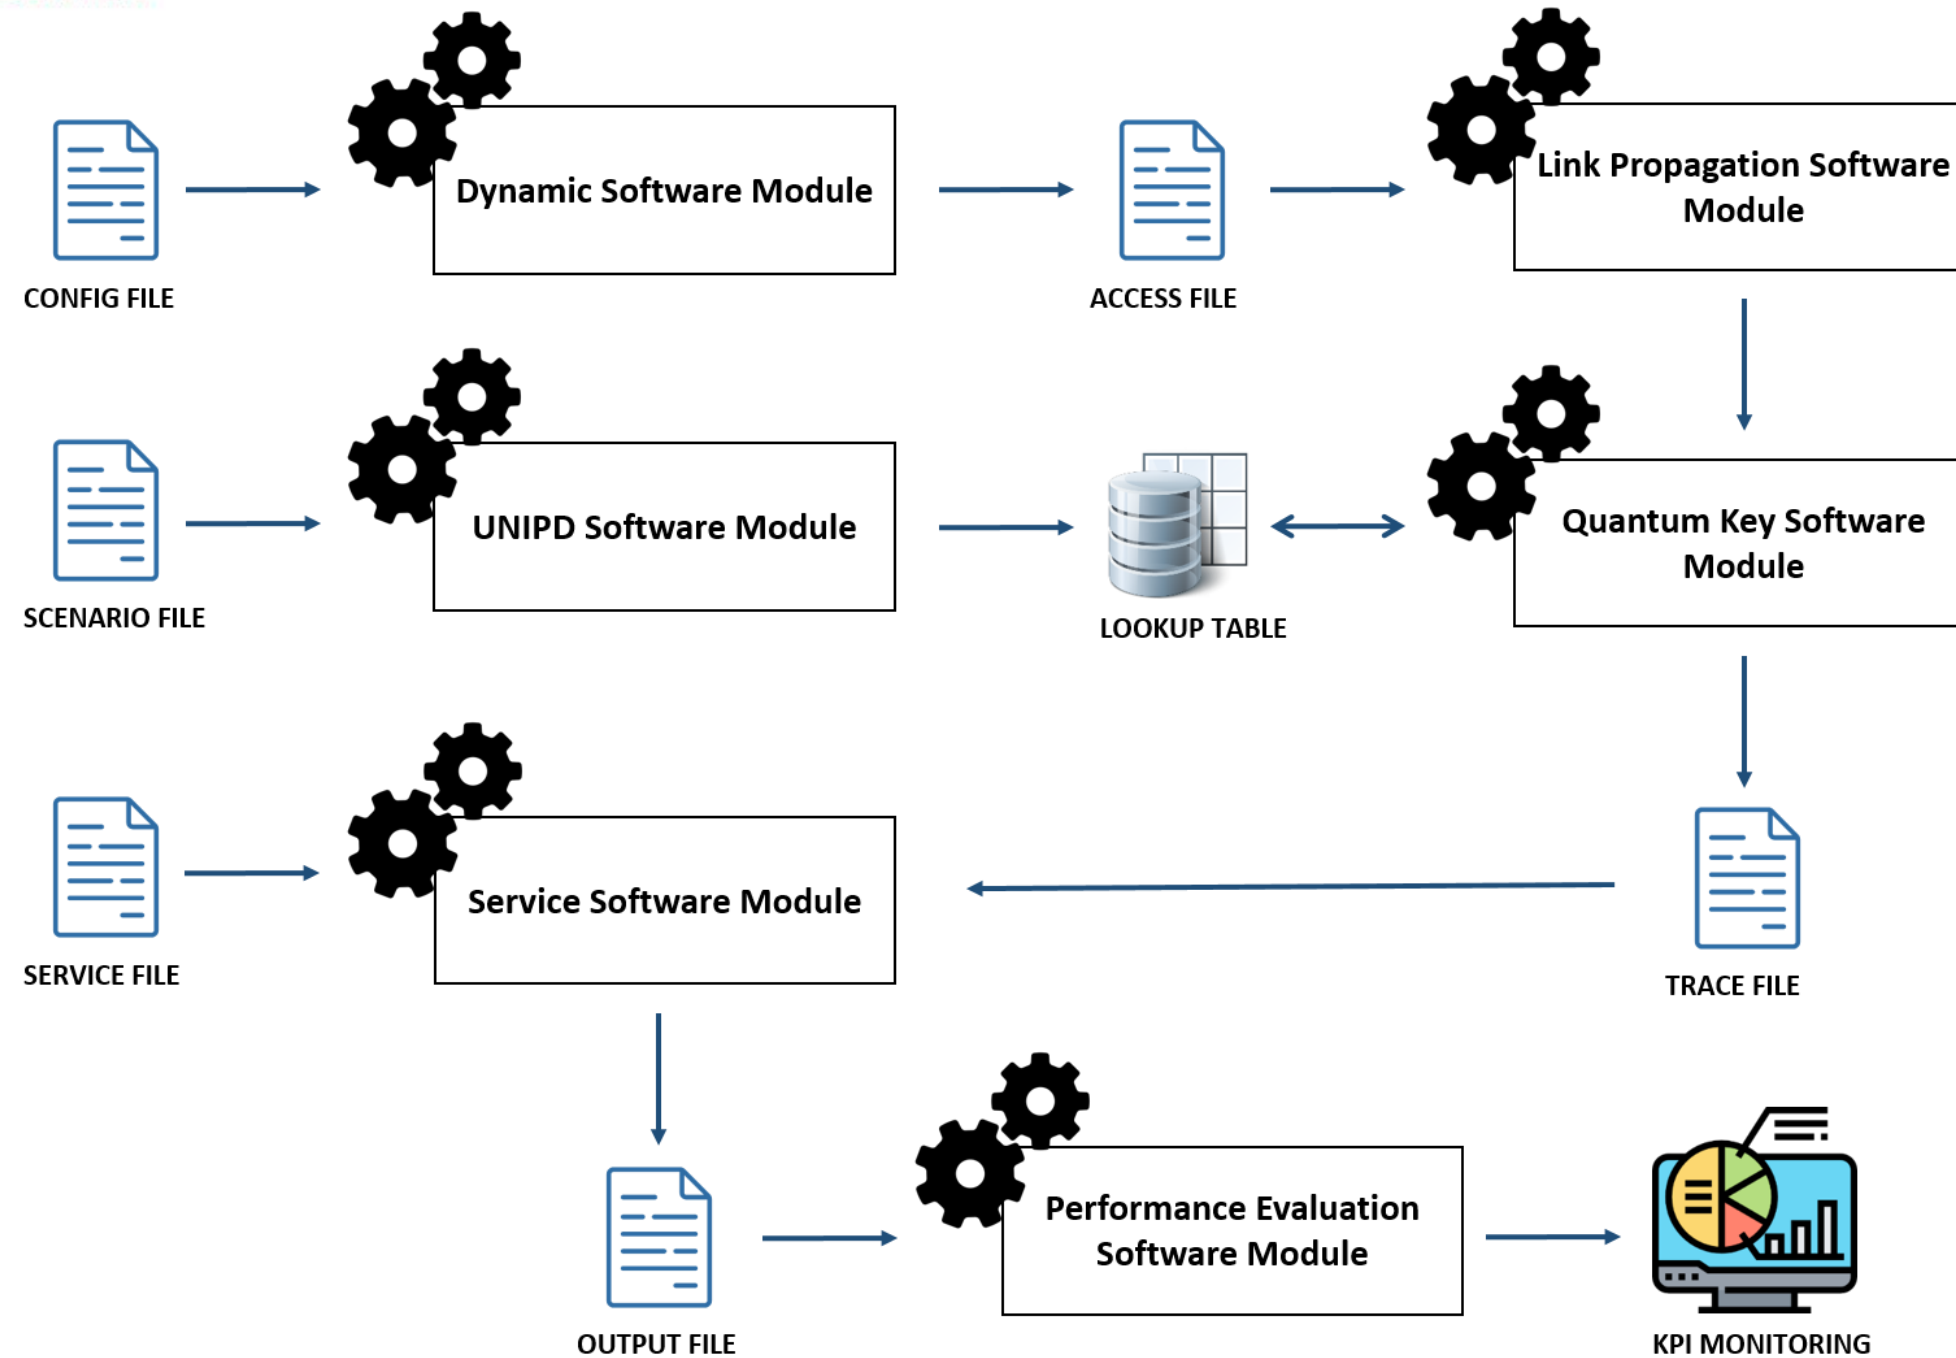 Dynamic Software Module
Link Propagation Software
Module
CONFIG FILE
ACCESS FILE
UNIPD Software Module
Quantum Key Software
Module
SCENARIO FILE
LOOKUP TABLE
Service Software Module
SERVICE FILE
TRACE FILE
Performance Evaluation
Software Module
OUTPUT FILE
KPI MONITORING